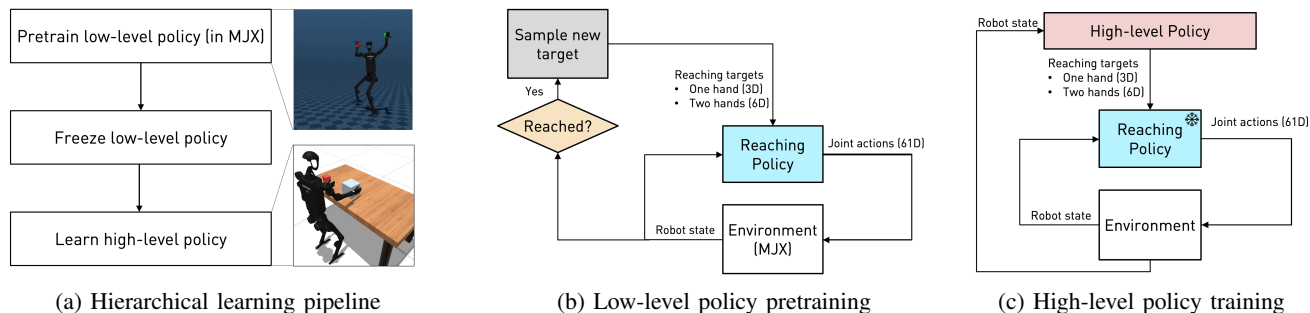 Pretrain low-level policy (in MJX)
Freeze low-level policy
Learn high-level policy
(a) Hierarchical learning pipeline
Sample new
target
Yes
Reached?
Reaching targets
• One hand (3D)
• Two hands (6D)
Reaching
Policy
Joint actions (61D)
Robot state
Environment
(MJX)
(b) Low-level policy pretraining
Robot state
High-level Policy
Reaching targets
• One hand (3D)
• Two hands (6D)
Reaching
Policy
Joint actions (61D)
Robot state
Environment
(c) High-level policy training